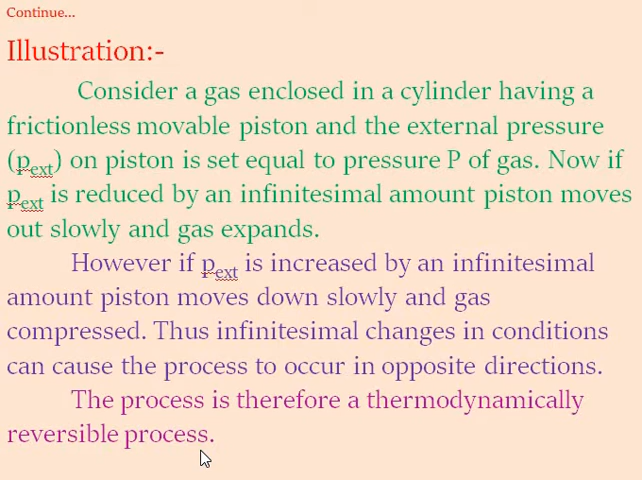 Continue...
Illustration:-
Consider a gas enclosed in a cylinder having a
frictionless movable piston and the external pressure
(pext) on piston is set equal to pressure P of gas. Now if
pext is reduced by an infinitesimal amount piston moves
out slowly and gas expands.
However if pext is increased by an infinitesimal
amount piston moves down slowly and gas
compressed. Thus infinitesimal changes in conditions
can cause the process to occur in opposite directions.
The process is therefore a thermodynamically
reversible process.